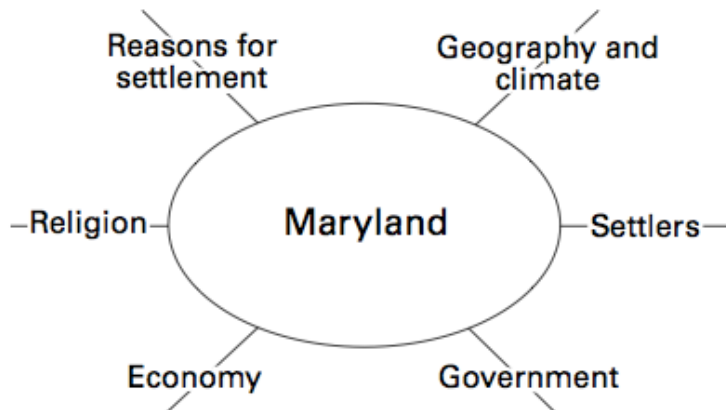 Reasons for
settlement
Geography and
climate
Religion
Maryland
Settlers
Economy
Government